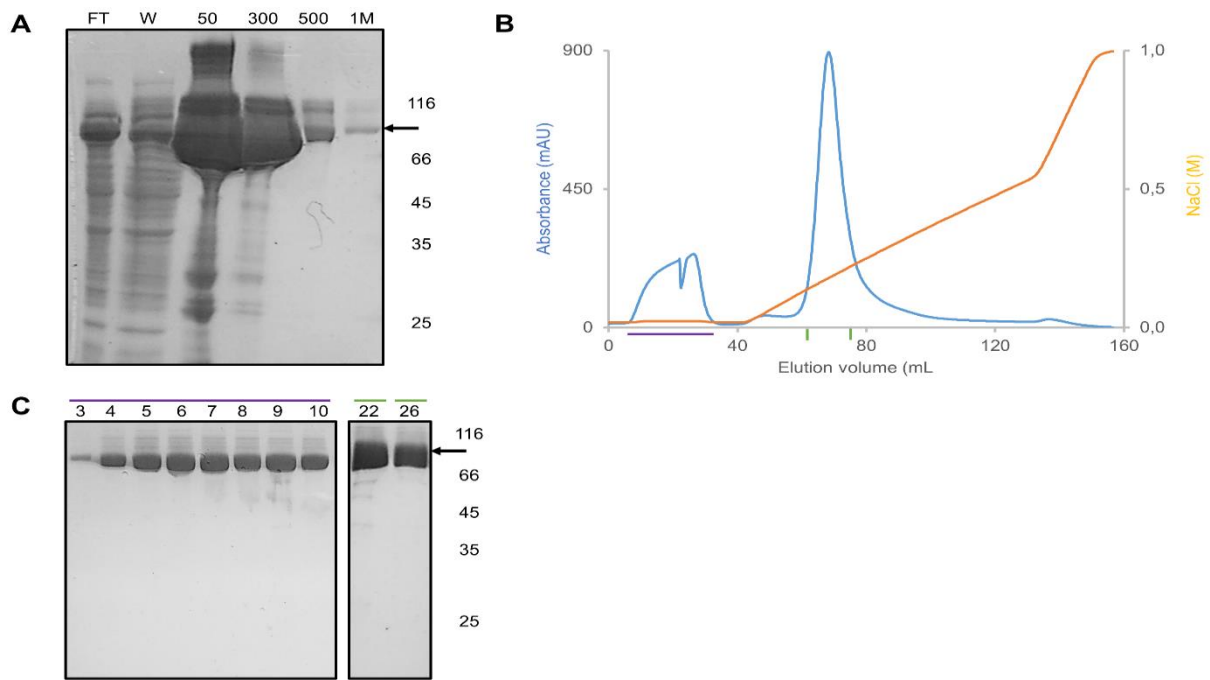 A
FT W 50 300 500 1M
116
66
45
35
25
B
900
450
0
Absorbance (mAU)
1,0
0,5
0,0
NaCl (M)
0 40 80 120 160
Elution volume (mL
C
3 4 5 6 7 8 9 10 22 26
116
66
45
35
25